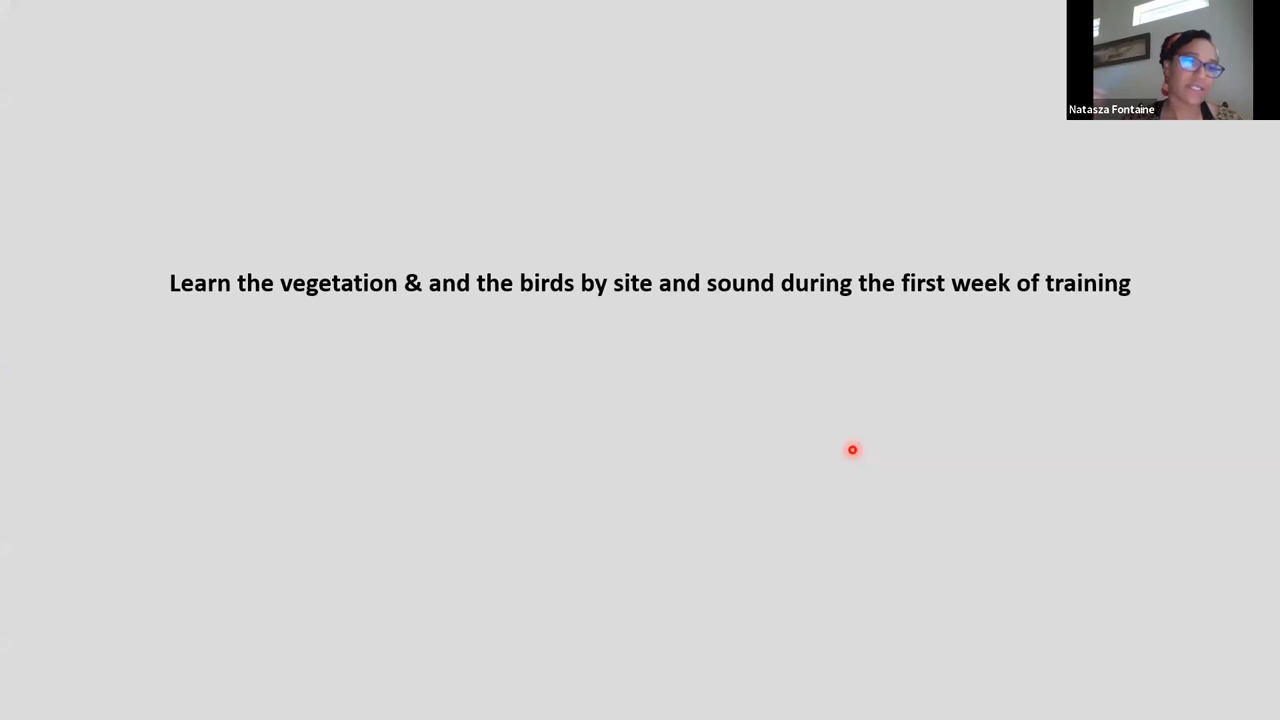 Natasza Fontaine
Learn the vegetation & and the birds by site and sound during the first week of training